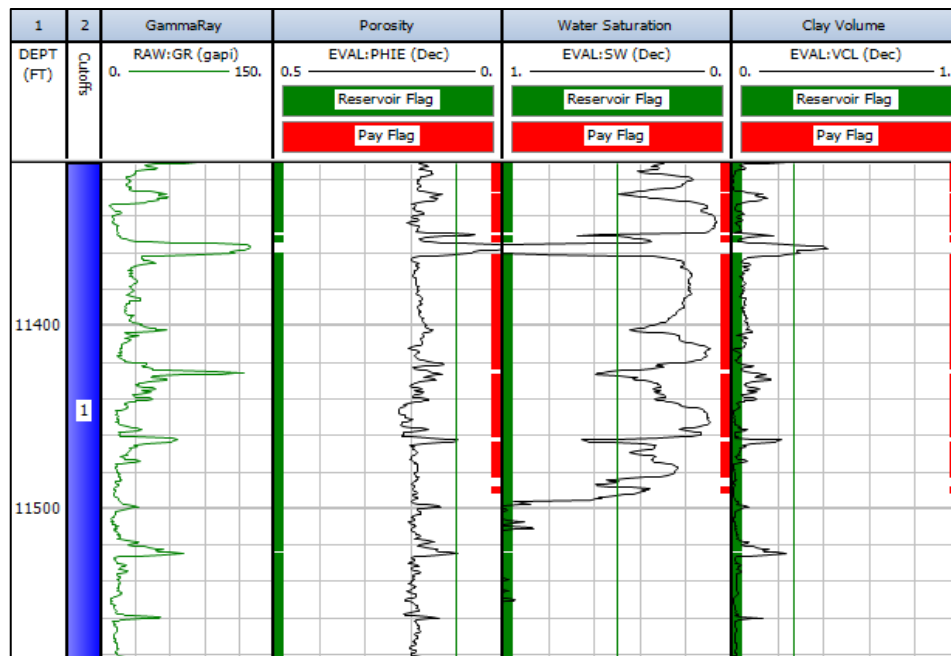 1 2 GammaRay Porosity Water Saturation Clay Volume
DEPT (FT) Cutoffs RAW:GR (gapi) EVAL:PHIE (Dec) EVAL:SW (Dec) EVAL:VCL (Dec)
0. 150. 0.5 0. 1. 0. 0. 1.
Reservoir Flag Reservoir Flag Reservoir Flag
Pay Flag Pay Flag Pay Flag
11400
1
11500